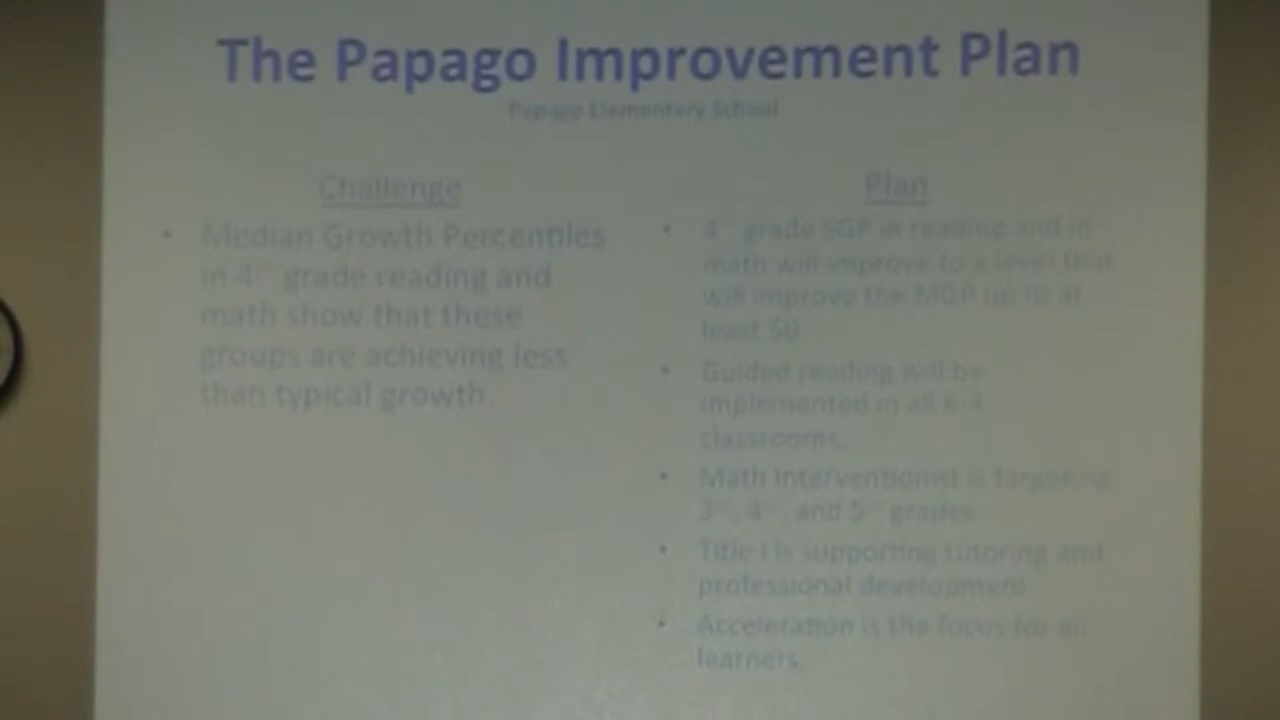 The Papago Improvement Plan
Papago Elementary School
Challenge
• Median Growth Percentiles
in 4th grade reading and
math show that these
groups are achieving less
than typical growth.
Plan
• 4th grade SGP in reading and in
math will improve to a level that
will improve the MGP up to at
least 50
• Guided reading will be
implemented in all K-4
classrooms.
• Math Interventionist is targeting
3rd, 4th, and 5th grades
• Title I is supporting tutoring and
professional development
• Acceleration is the focus for all
learners.